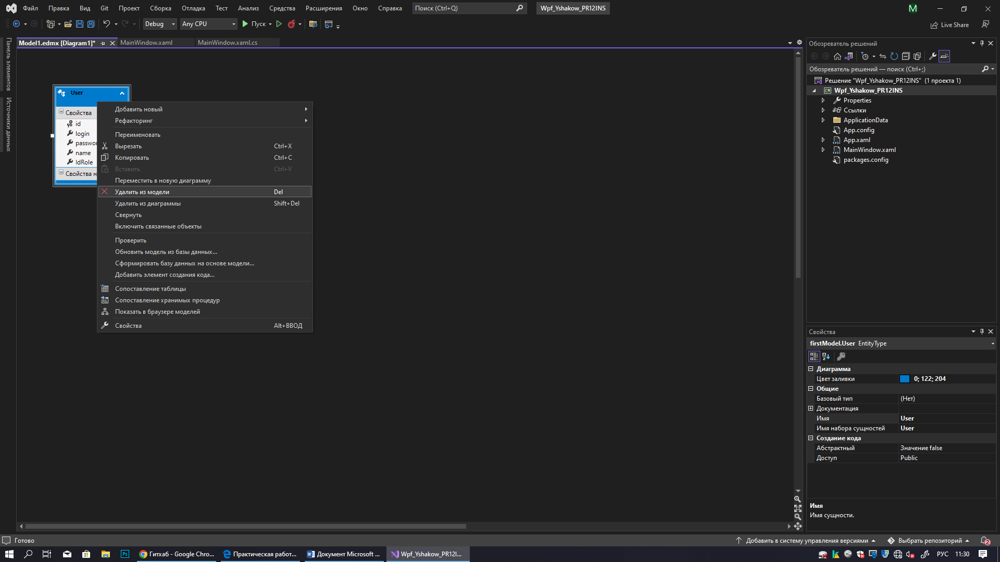 Файл Правка Вид Git Проект Сборка Отладка Тест Анализ Средства Расширения Окно Справка Поиск (Ctrl+Q) Wpf_Yshakow_PR12INS M
Debug Any CPU Пуск Live Share
Панель элементов
Источники данных
Model1.edmx [Diagram1]* MainWindow.xaml MainWindow.xaml.cs
User
Свойства
id
login
passwor
name
IdRole
Свойства н
Добавить новый
Рефакторинг
Переименовать
Вырезать Ctrl+X
Копировать Ctrl+C
Вставить Ctrl+V
Переместить в новую диаграмму
Удалить из модели Del
Удалить из диаграммы Shift+Del
Свернуть
Включить связанные объекты
Проверить
Обновить модель из базы данных...
Сформировать базу данных на основе модели...
Добавить элемент создания кода...
Сопоставление таблицы
Сопоставление хранимых процедур
Показать в браузере моделей
Свойства Alt+ВВОД
Обозреватель решений
Обозреватель решений — поиск (Ctrl+;)
Решение "Wpf_Yshakow_PR12INS" (1 проекта 1)
C# Wpf_Yshakow_PR12INS
Properties
Ссылки
ApplicationData
App.config
App.xaml
MainWindow.xaml
packages.config
Свойства
firstModel.User EntityType
Диаграмма
Цвет заливки 0; 122; 204
Общие
Базовый тип (Нет)
Документация
Имя User
Имя набора сущностей User
Создание кода
Абстрактный Значение false
Доступ Public
Имя
Имя сущности.
Готово Добавить в систему управления версиями Выбрать репозиторий 2
Ps Гитхаб - Google Chro... Практическая работ... Документ Microsoft ... Wpf_Yshakow_PR12I... РУС 11:30